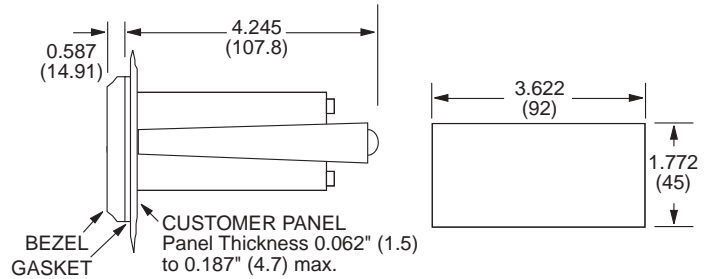 4.245
(107.8)
0.587
(14.91)
3.622
(92)
1.772
(45)
CUSTOMER PANEL
Panel Thickness 0.062" (1.5)
to 0.187" (4.7) max.
BEZEL
GASKET